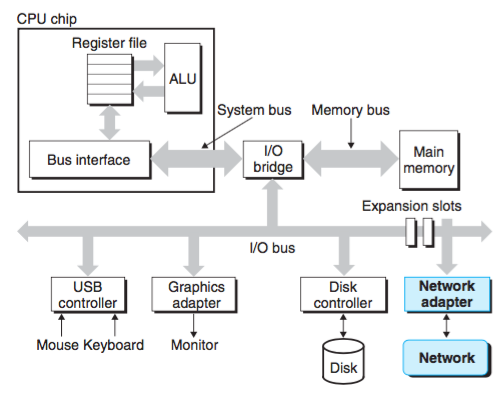 CPU chip
Register file
ALU
System bus
Memory bus
Bus interface
I/O
bridge
Main
memory
Expansion slots
I/O bus
USB
controller
Graphics
adapter
Disk
controller
Network
adapter
Mouse Keyboard
Monitor
Disk
Network